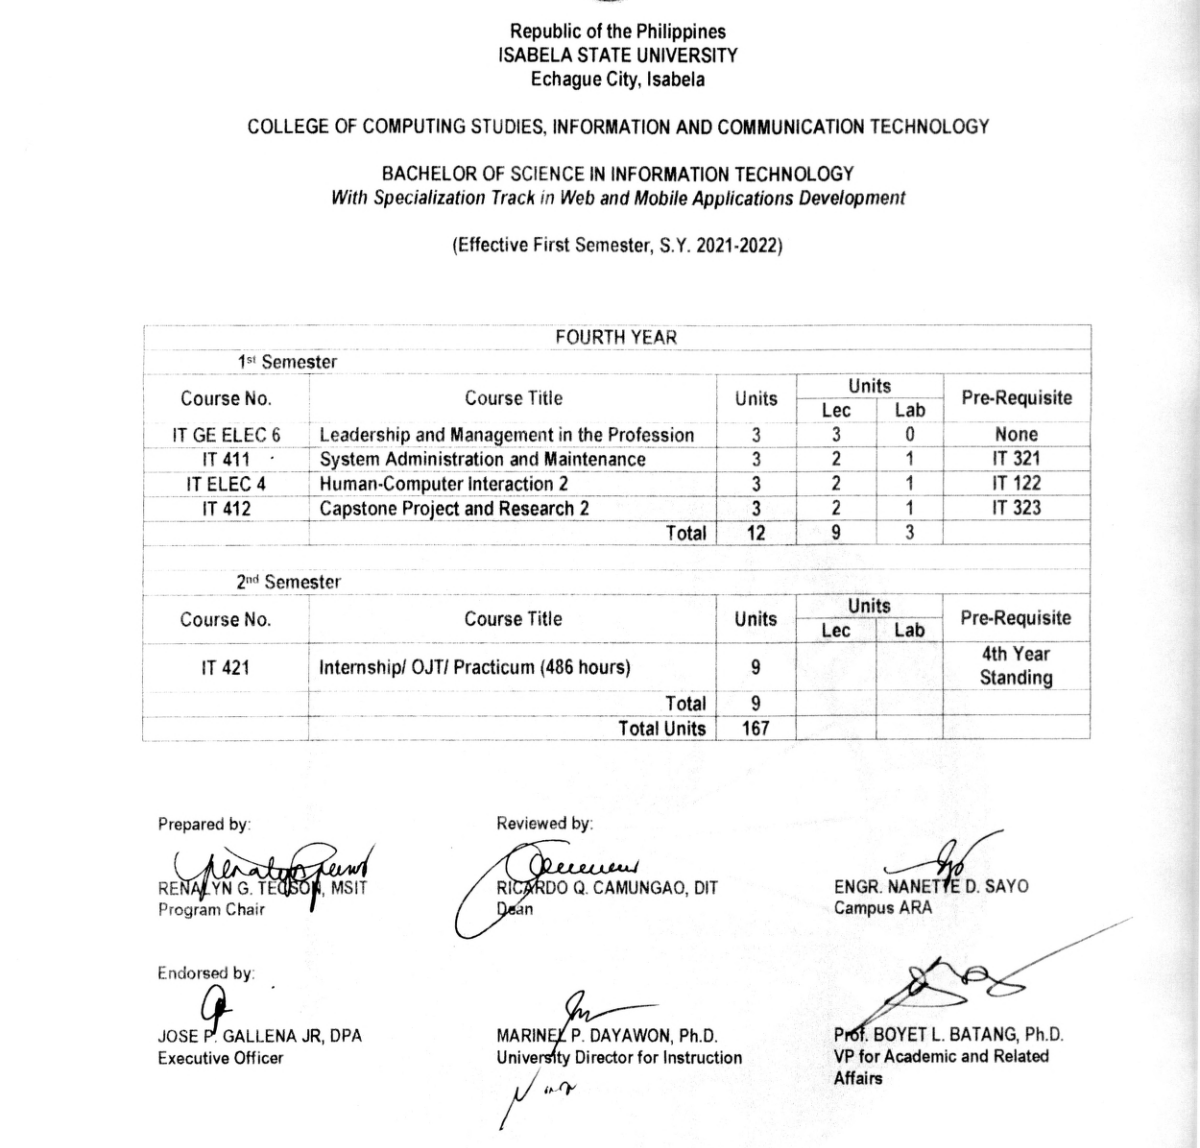 Republic of the Philippines
ISABELA STATE UNIVERSITY
Echague City, Isabela
COLLEGE OF COMPUTING STUDIES, INFORMATION AND COMMUNICATION TECHNOLOGY
BACHELOR OF SCIENCE IN INFORMATION TECHNOLOGY
With Specialization Track in Web and Mobile Applications Development
(Effective First Semester, S.Y. 2021-2022)
FOURTH YEAR
1st Semester
Course No. Course Title Units Units Pre-Requisite
Lec Lab
IT GE ELEC 6 Leadership and Management in the Profession 3 3 0 None
IT 411 System Administration and Maintenance 3 2 1 IT 321
IT ELEC 4 Human-Computer Interaction 2 3 2 1 IT 122
IT 412 Capstone Project and Research 2 3 2 1 IT 323
Total 12 9 3
2nd Semester
Course No. Course Title Units Units Pre-Requisite
Lec Lab
IT 421 Internship/ OJT/ Practicum (486 hours) 9 4th Year
Standing
Total 9
Total Units 167
Prepared by: Reviewed by:
RENALYN G. TECSON, MSIT RICARDO Q. CAMUNGAO, DIT ENGR. NANETTE D. SAYO
Program Chair Dean Campus ARA
Endorsed by:
JOSE P. GALLENA JR, DPA MARINEL P. DAYAWON, Ph.D. Prof. BOYET L. BATANG, Ph.D.
Executive Officer University Director for Instruction VP for Academic and Related
Affairs